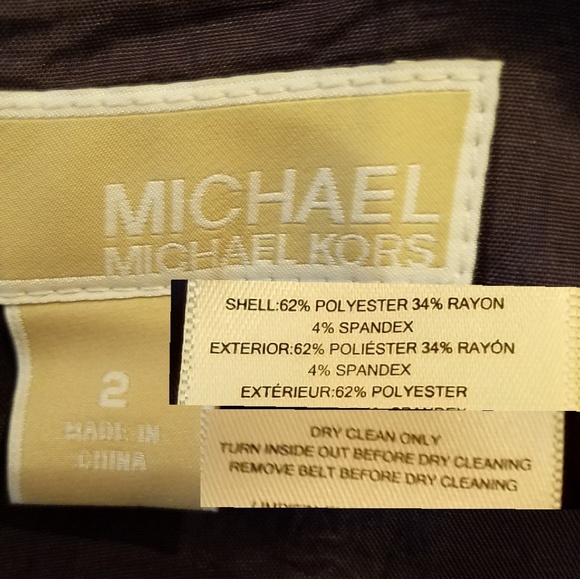 MICHAEL
MICHAEL KORS
2
MADE IN
CHINA
SHELL:62% POLYESTER 34% RAYON
4% SPANDEX
EXTERIOR:62% POLIÉSTER 34% RAYÓN
4% SPANDEX
EXTÉRIEUR:62% POLYESTER
SPANDEX
DRY CLEAN ONLY
TURN INSIDE OUT BEFORE DRY CLEANING
REMOVE BELT BEFORE DRY CLEANING